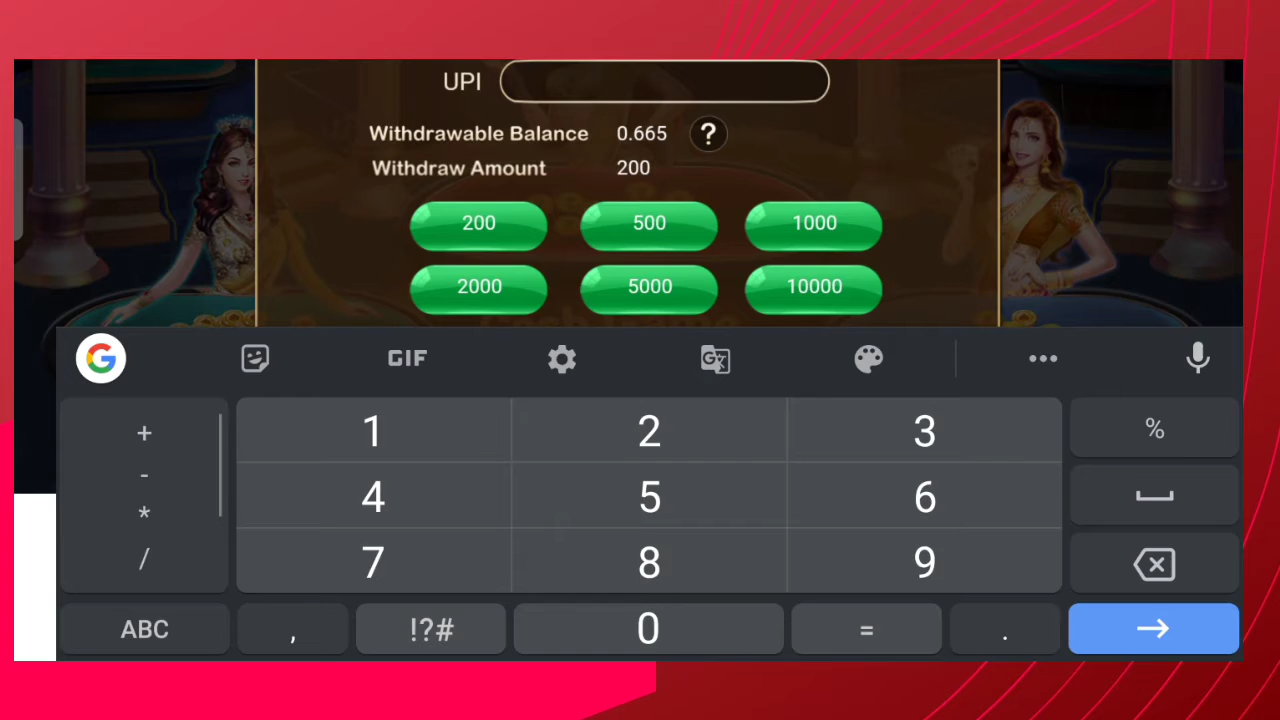 UPI
Withdrawable Balance 0.665 ?
Withdraw Amount 200
200 500 1000
2000 5000 10000
G GIF G •••
+ 1 2 3 %
- 4 5 6
*
/ 7 8 9
ABC , !?# 0 = .